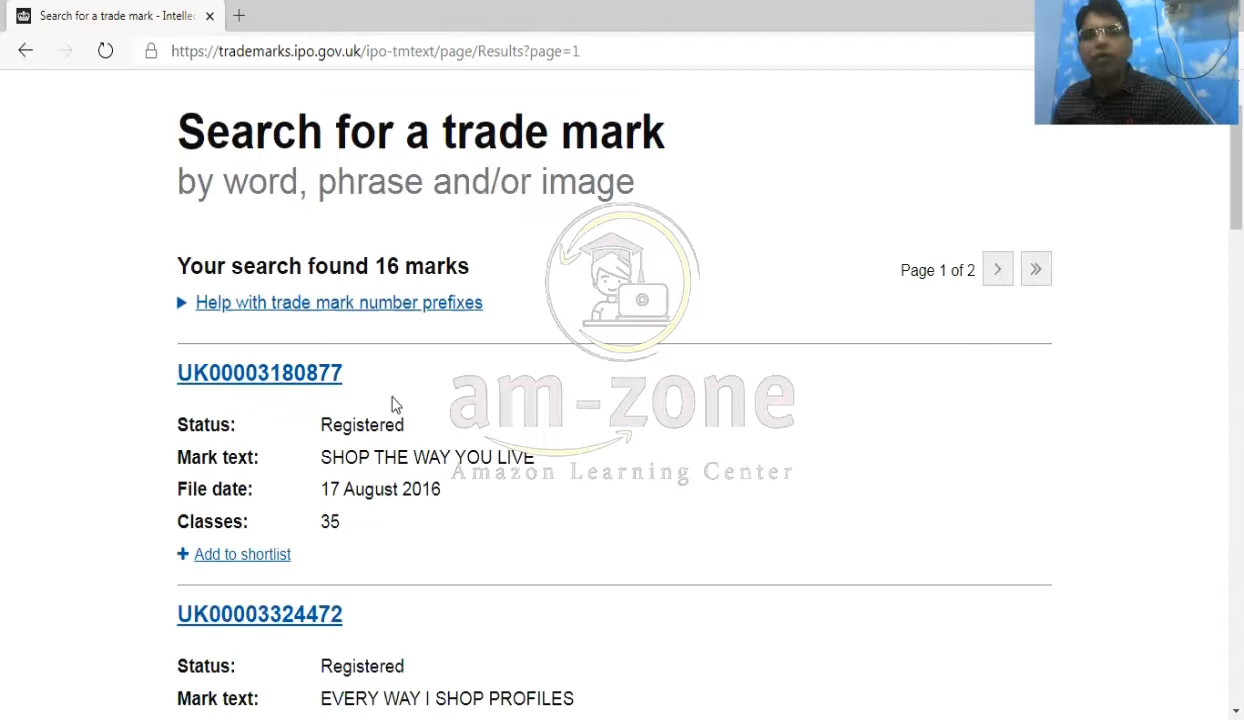 Search for a trade mark - Intellec
https://trademarks.ipo.gov.uk/ipo-tmtext/page/Results?page=1
Search for a trade mark
by word, phrase and/or image
Your search found 16 marks
Page 1 of 2
Help with trade mark number prefixes
UK00003180877
Status: Registered
Mark text: SHOP THE WAY YOU LIVE
File date: 17 August 2016
Classes: 35
+ Add to shortlist
am-zone
Amazon Learning Center
UK00003324472
Status: Registered
Mark text: EVERY WAY I SHOP PROFILES